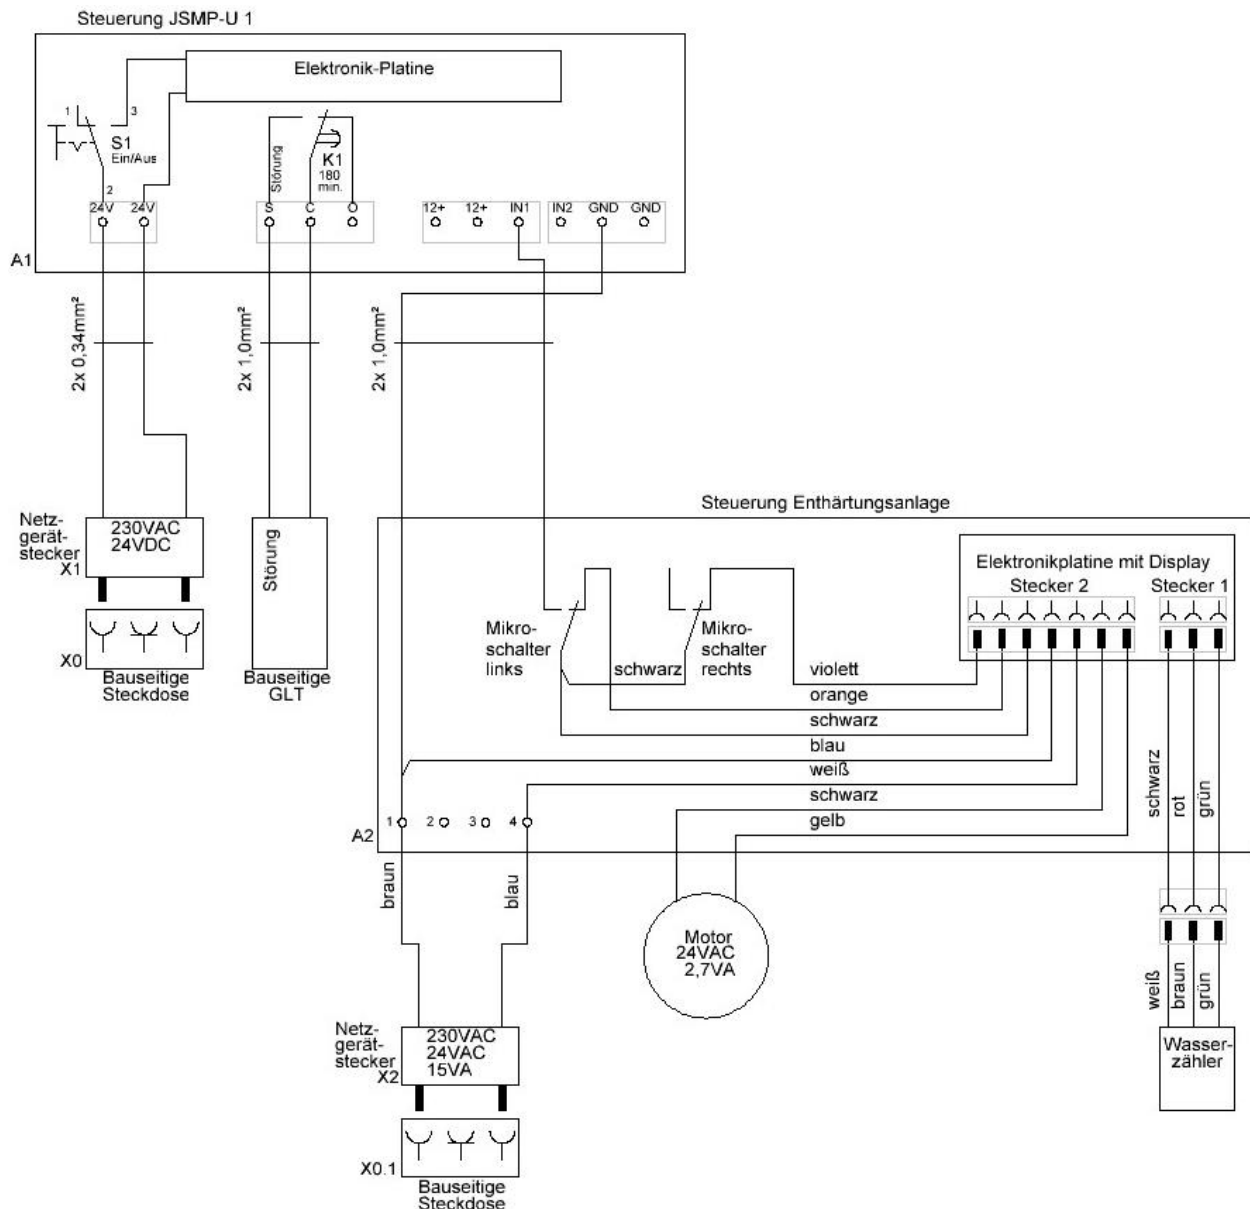 Steuerung JSMP-U 1
Elektronik-Platine
1
3
S1
Ein/Aus
2
Störung
K1
180
min.
24V
24V
S
C
O
12+
12+
IN1
IN2
GND
GND
A1
2x 0,34mm²
2x 1,0mm²
2x 1,0mm²
Netz-
gerät-
stecker
X1
230VAC
24VDC
Störung
X0
Bauseitige
Steckdose
Bauseitige
GLT
Steuerung Enthärtungsanlage
Elektronikplatine mit Display
Stecker 2
Stecker 1
Mikro-
schalter
links
schwarz
Mikro-
schalter
rechts
violett
orange
schwarz
blau
weiß
schwarz
gelb
schwarz
rot
grün
1
2
3
4
A2
braun
blau
Motor
24VAC
2,7VA
weiß
braun
grün
Wasser-
zähler
Netz-
gerät-
stecker
X2
230VAC
24VAC
15VA
X0.1
Bauseitige
Steckdose